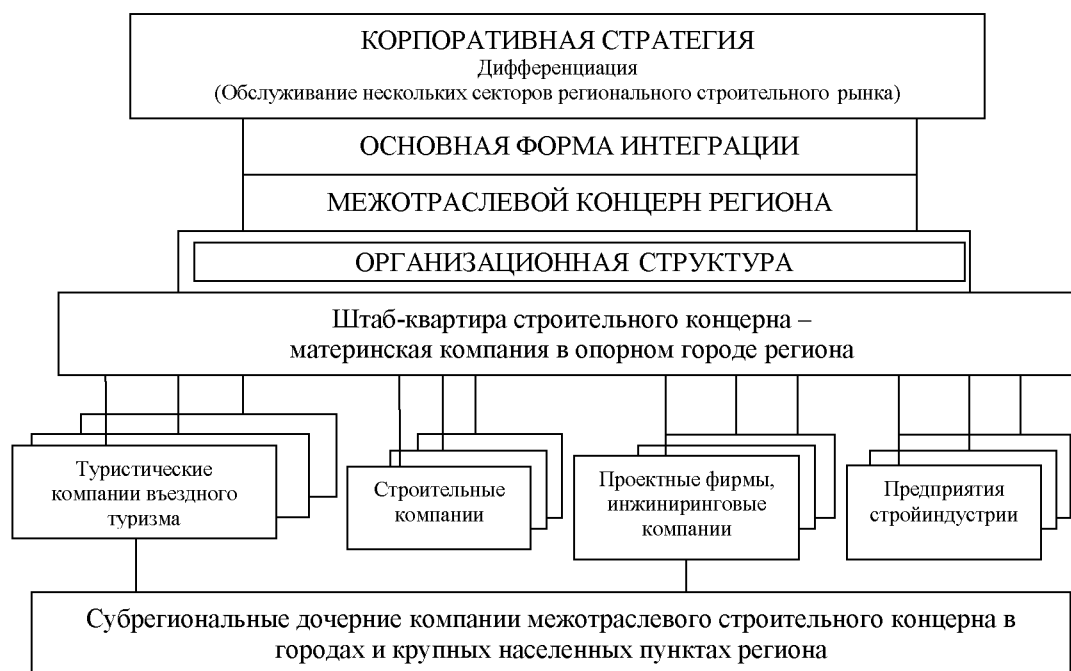 КОРПОРАТИВНАЯ СТРАТЕГИЯ
Дифференциация
(Обслуживание нескольких секторов регионального строительного рынка)
ОСНОВНАЯ ФОРМА ИНТЕГРАЦИИ
МЕЖОТРАСЛЕВОЙ КОНЦЕРН РЕГИОНА
ОРГАНИЗАЦИОННАЯ СТРУКТУРА
Штаб-квартира строительного концерна –
материнская компания в опорном городе региона
Туристические
компании въездного
туризма
Строительные
компании
Проектные фирмы,
инжиниринговые
компании
Предприятия
стройиндустрии
Субрегиональные дочерние компании межотраслевого строительного концерна в
городах и крупных населенных пунктах региона